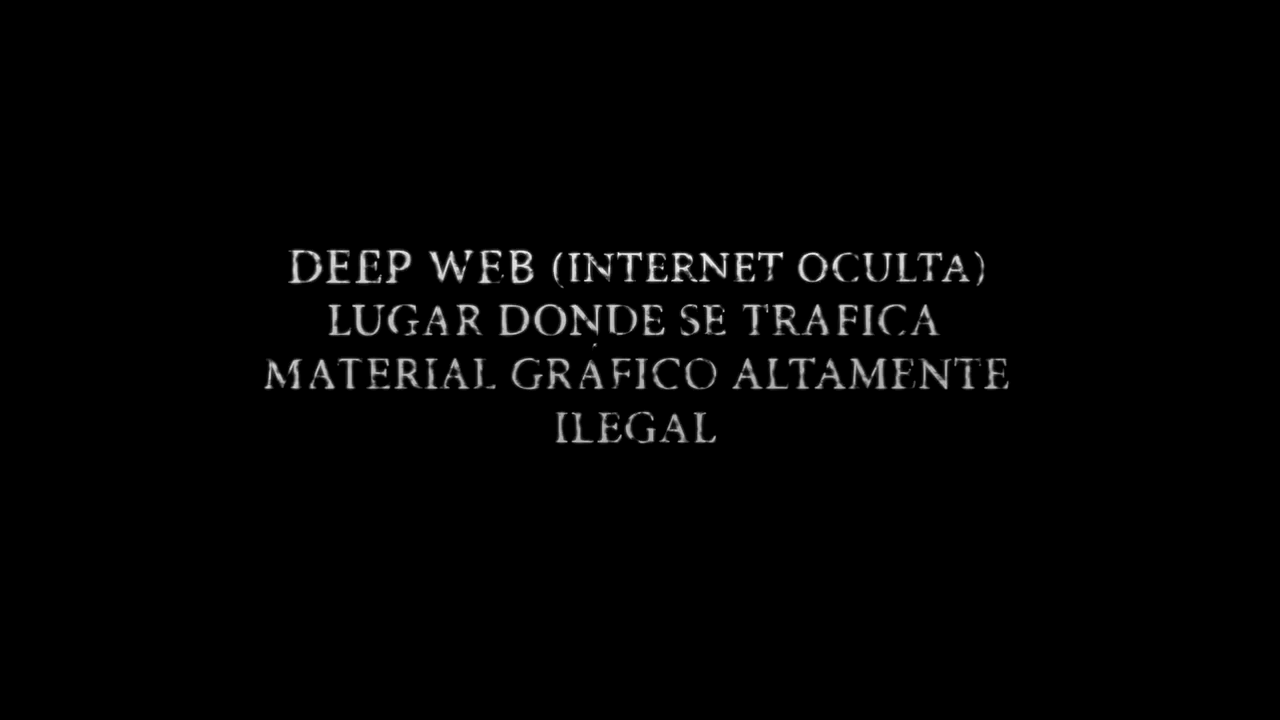 DEEP WEB (INTERNET OCULTA)
LUGAR DONDE SE TRAFICA
MATERIAL GRÁFICO ALTAMENTE
ILEGAL